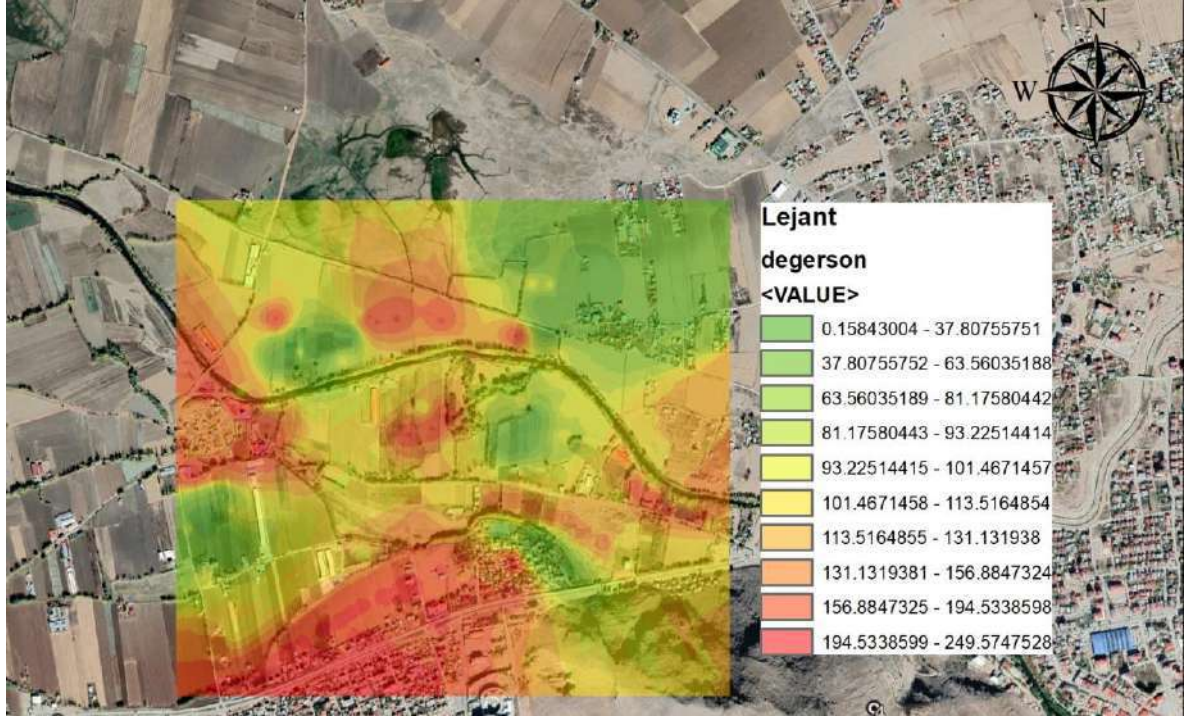 N
W
S
Lejant
degerson
<VALUE>
0.15843004 - 37.80755751
37.80755752 - 63.56035188
63.56035189 - 81.17580442
81.17580443 - 93.22514414
93.22514415 - 101.4671457
101.4671458 - 113.5164854
113.5164855 - 131.131938
131.1319381 - 156.8847324
156.8847325 - 194.5338598
194.5338599 - 249.5747528